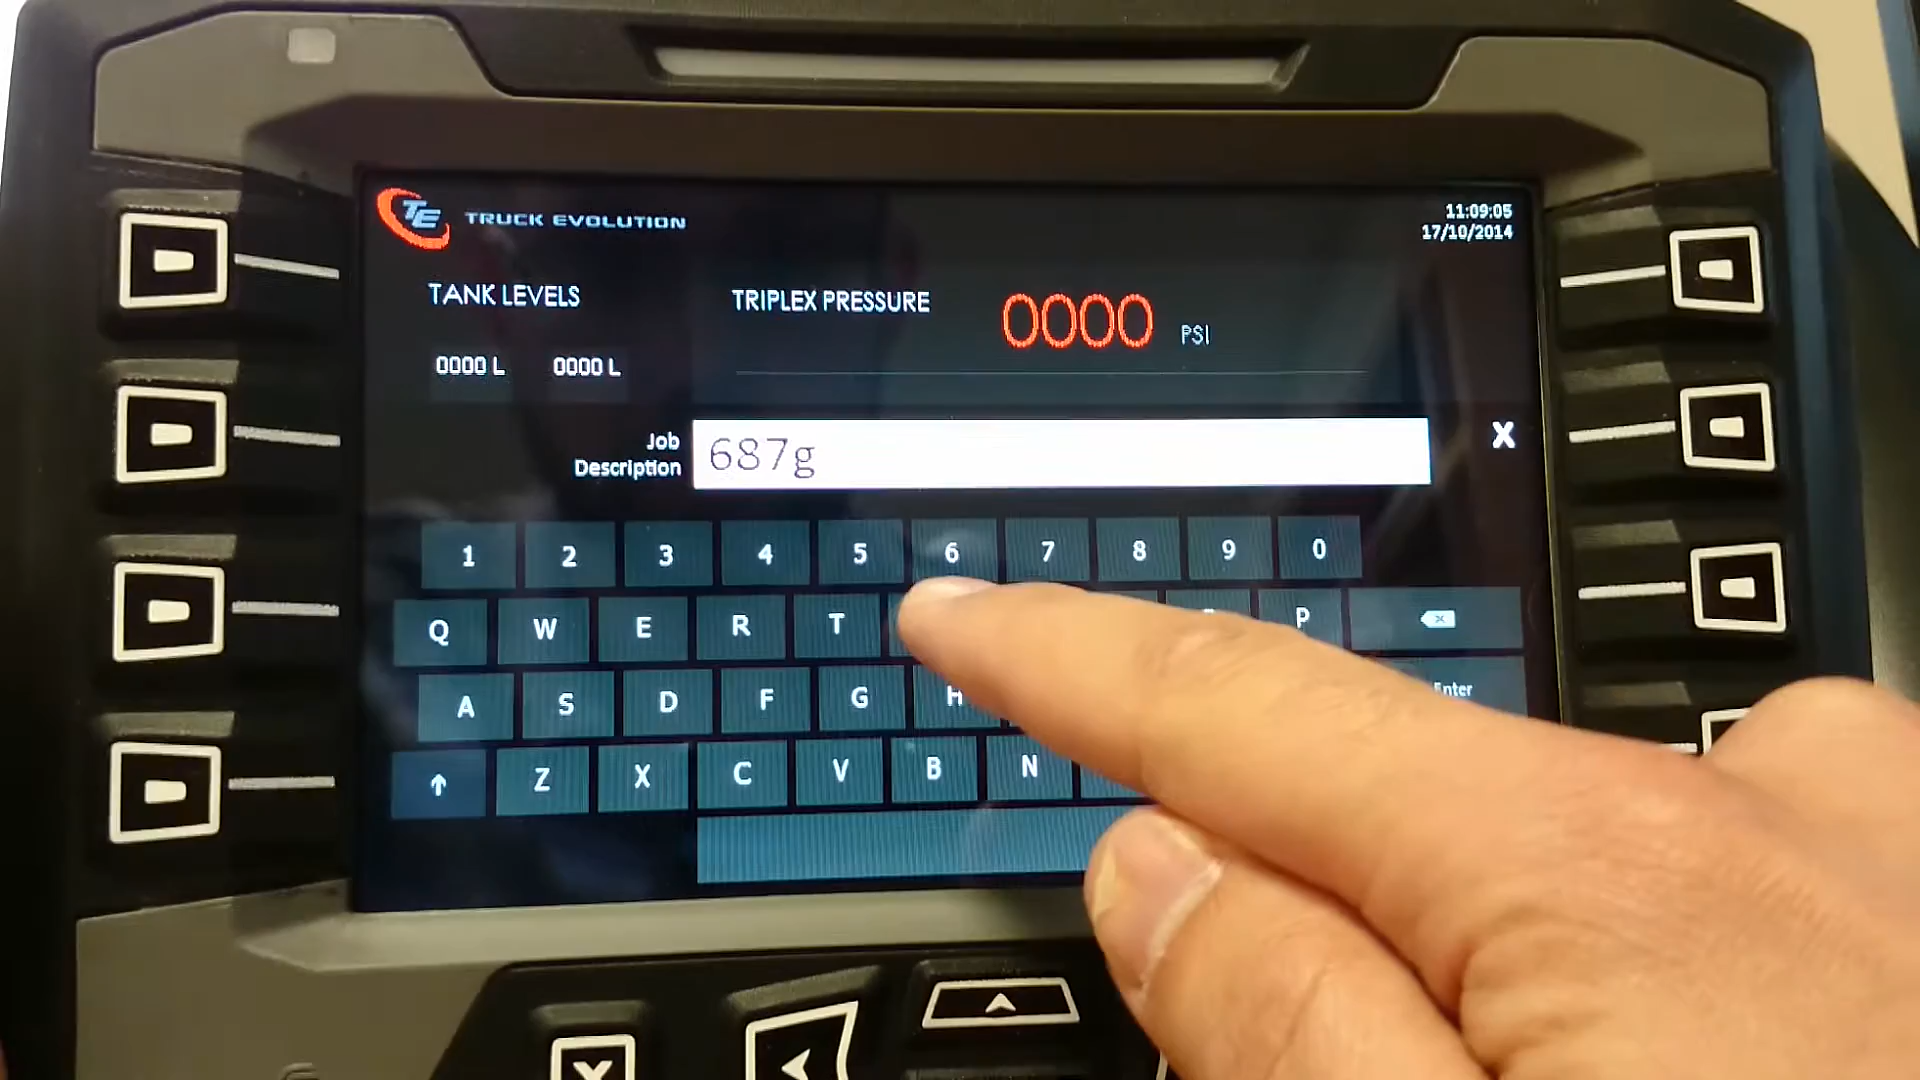 TE TRUCK EVOLUTION
11:09:05
17/10/2014
TANK LEVELS
TRIPLEX PRESSURE 0000 PSI
0000 L 0000 L
Job
Description
687g
X
1 2 3 4 5 6 7 8 9 0
Q W E R T P
A S D F G H Enter
Z X C V B N